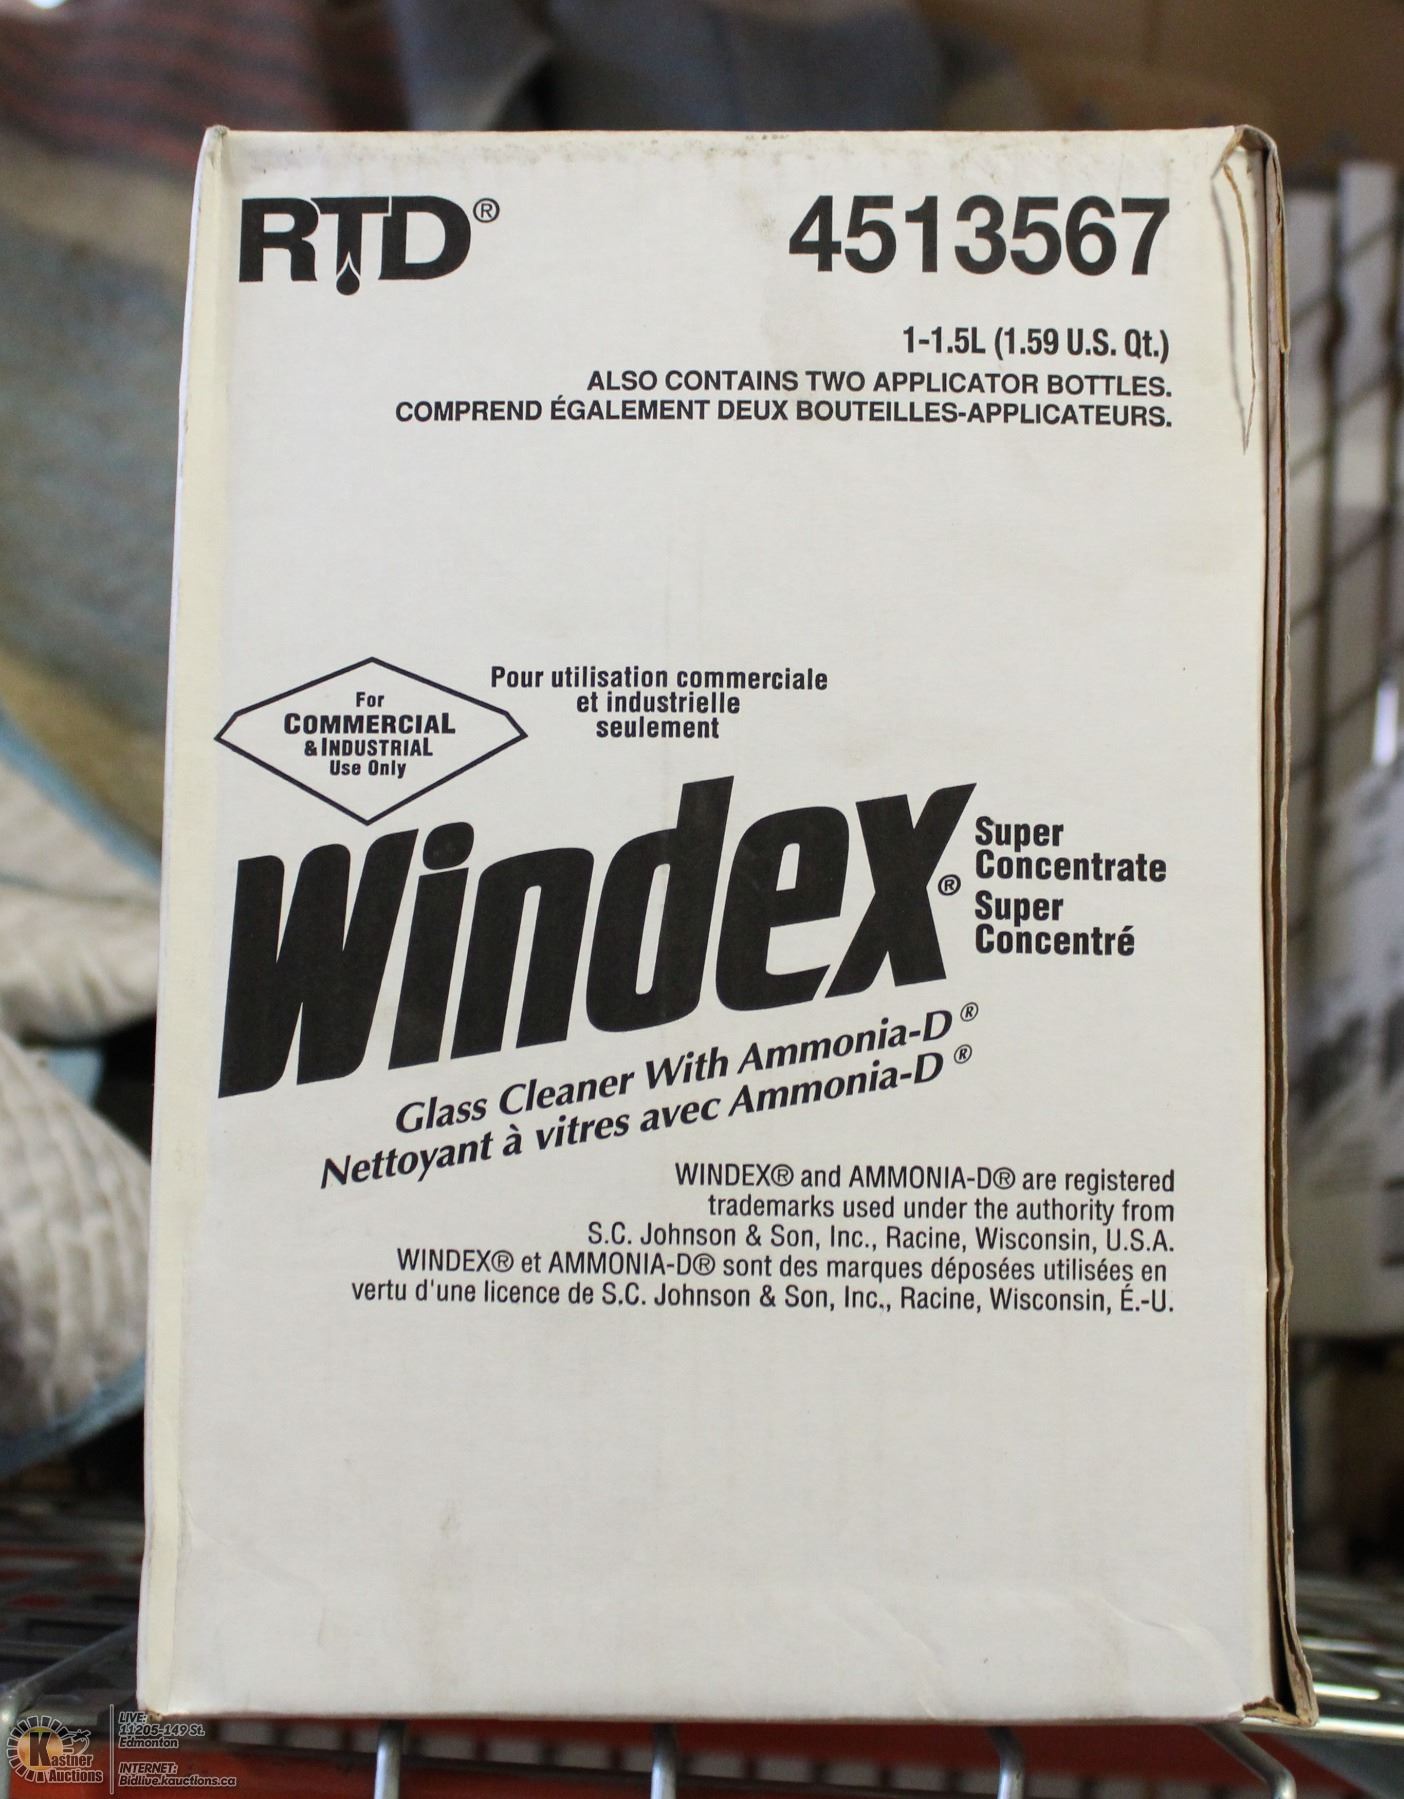 RTD®
4513567
1-1.5L (1.59 U.S. Qt.)
ALSO CONTAINS TWO APPLICATOR BOTTLES.
COMPREND ÉGALEMENT DEUX BOUTEILLES-APPLICATEURS.
For
COMMERCIAL
& INDUSTRIAL
Use Only
Pour utilisation commerciale
et industrielle
seulement
Windex®
Super
Concentrate
Super
Concentré
Glass Cleaner With Ammonia-D®
Nettoyant à vitres avec Ammonia-D®
WINDEX® and AMMONIA-D® are registered
trademarks used under the authority from
S.C. Johnson & Son, Inc., Racine, Wisconsin, U.S.A.
WINDEX® et AMMONIA-D® sont des marques déposées utilisées en
vertu d'une licence de S.C. Johnson & Son, Inc., Racine, Wisconsin, É.-U.
Kastner
Auctions
LIVE:
11205-149 St.
Edmonton
INTERNET:
Bidlive.kauctions.ca